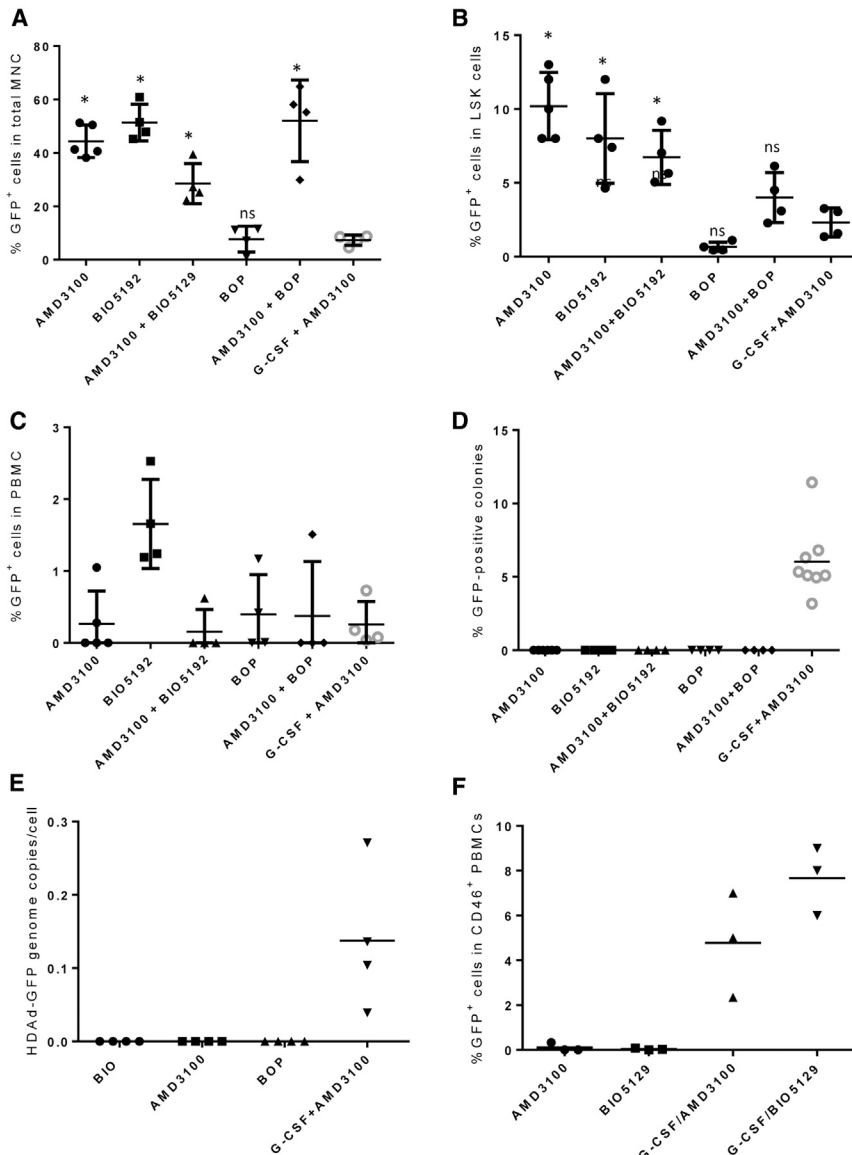 A
% GFP+ cells in total MNC
80
60
40
20
0
*
*
*
ns
*
AMD3100
BIO5192
AMD3100 + BIO5129
BOP
AMD3100 + BOP
G-CSF + AMD3100
B
%GFP+ cells in LSK cells
15
10
5
0
*
*
*
ns
ns
ns
ns
AMD3100
BIO5192
AMD3100+BIO5192
BOP
AMD3100+BOP
G-CSF+AMD3100
C
%GFP+ cells in PBMC
3
2
1
0
AMD3100
BIO5192
AMD3100 + BIO5192
BOP
AMD3100 + BOP
G-CSF + AMD3100
D
% GFP-positive colonies
15
10
5
0
AMD3100
BIO5192
AMD3100+BIO5192
BOP
AMD3100+BOP
G-CSF+AMD3100
E
HDAd-GFP genome copies/cell
0.3
0.2
0.1
0.0
BIO
AMD3100
BOP
G-CSF+AMD3100
F
%GFP+ cells in CD46+ PBMCs
10
8
6
4
2
0
AMD3100
BIO5129
G-CSF/AMD3100
G-CSF/BIO5129